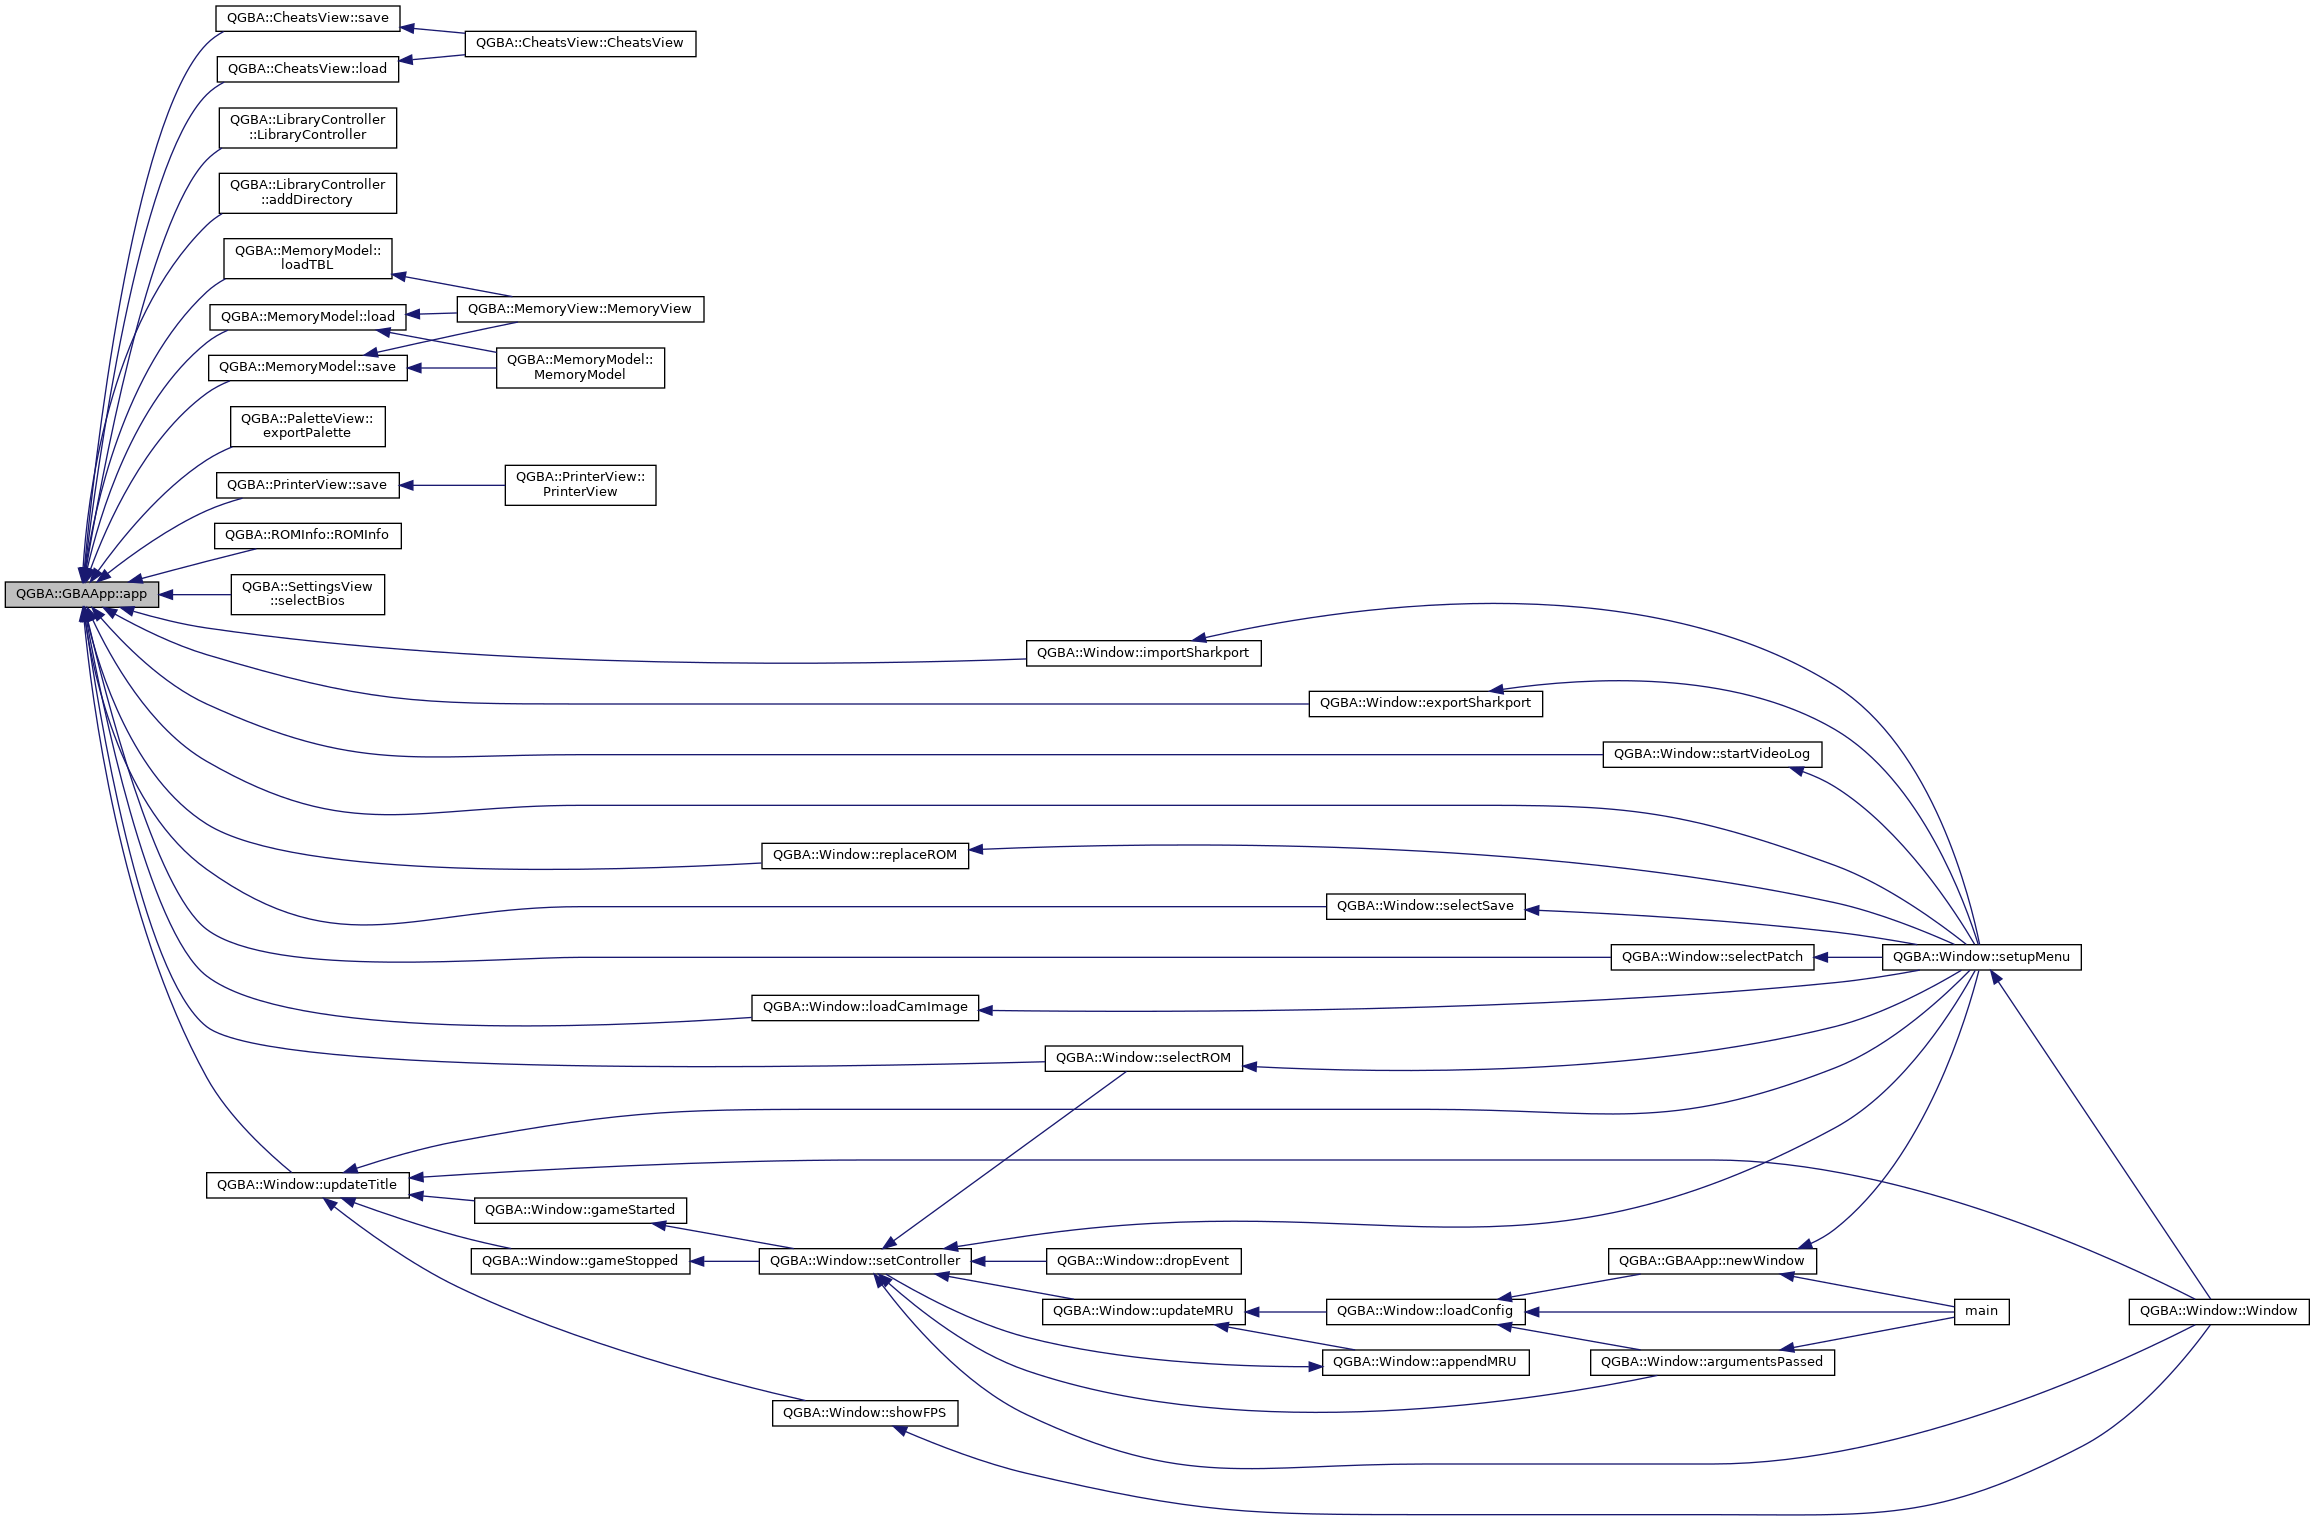 QGBA::CheatsView::save
QGBA::CheatsView::CheatsView
QGBA::CheatsView::load
QGBA::LibraryController
::LibraryController
QGBA::LibraryController
::addDirectory
QGBA::MemoryModel::
loadTBL
QGBA::MemoryView::MemoryView
QGBA::MemoryModel::load
QGBA::MemoryModel::
MemoryModel
QGBA::MemoryModel::save
QGBA::PaletteView::
exportPalette
QGBA::PrinterView::save
QGBA::PrinterView::
PrinterView
QGBA::ROMInfo::ROMInfo
QGBA::GBAApp::app
QGBA::SettingsView
::selectBios
QGBA::Window::importSharkport
QGBA::Window::exportSharkport
QGBA::Window::startVideoLog
QGBA::Window::replaceROM
QGBA::Window::selectSave
QGBA::Window::selectPatch
QGBA::Window::setupMenu
QGBA::Window::loadCamImage
QGBA::Window::selectROM
QGBA::Window::updateTitle
QGBA::Window::gameStarted
QGBA::Window::gameStopped
QGBA::Window::setController
QGBA::Window::dropEvent
QGBA::GBAApp::newWindow
QGBA::Window::updateMRU
QGBA::Window::loadConfig
main
QGBA::Window::Window
QGBA::Window::appendMRU
QGBA::Window::argumentsPassed
QGBA::Window::showFPS